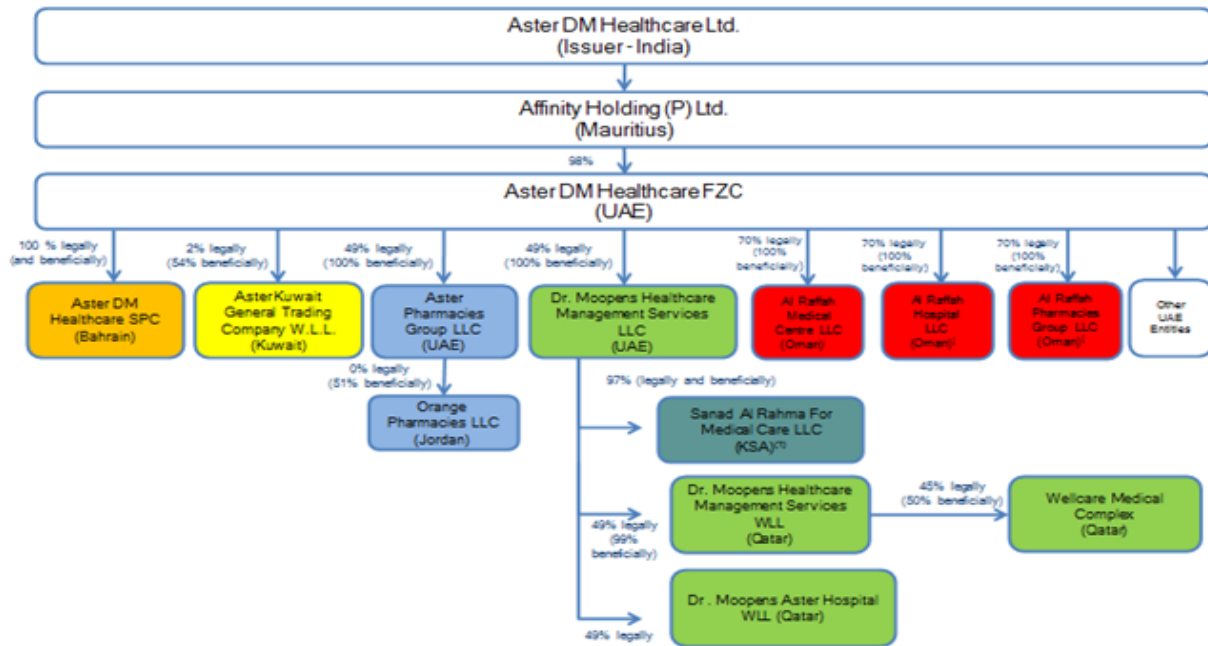 Aster DM Healthcare Ltd.
(Issuer - India)
Affinity Holding (P) Ltd.
(Mauritius)
98%
Aster DM Healthcare FZC
(UAE)
100 % legally
(and beneficially)
2% legally
(54% beneficially)
49% legally
(100% beneficially)
49% legally
(100% beneficially)
70% legally
(100%
beneficially)
70% legally
(100%
beneficially)
70% legally
(100%
beneficially)
Aster DM
Healthcare SPC
(Bahrain)
Aster Kuwait
General Trading
Company W.L.L.
(Kuwait)
Aster
Pharmacies
Group LLC
(UAE)
Dr. Moopens Healthcare
Management Services
LLC
(UAE)
Al Raffah
Medical
Centre LLC
(Oman)
Al Raffah
Hospital
LLC
(Oman)
Al Raffah
Pharmacies
Group LLC
(Oman)
Other
UAE
Entities
0% legally
(51% beneficially)
97% (legally and beneficially)
Orange
Pharmacies LLC
(Jordan)
Sanad Al Rahma For
Medical Care LLC
(KSA)
Dr. Moopens Healthcare
Management Services
WLL
(Qatar)
45% legally
(50% beneficially)
Wellcare Medical
Complex
(Qatar)
49% legally
(99%
beneficially)
Dr . Moopens Aster Hospital
WLL (Qatar)
49% legally